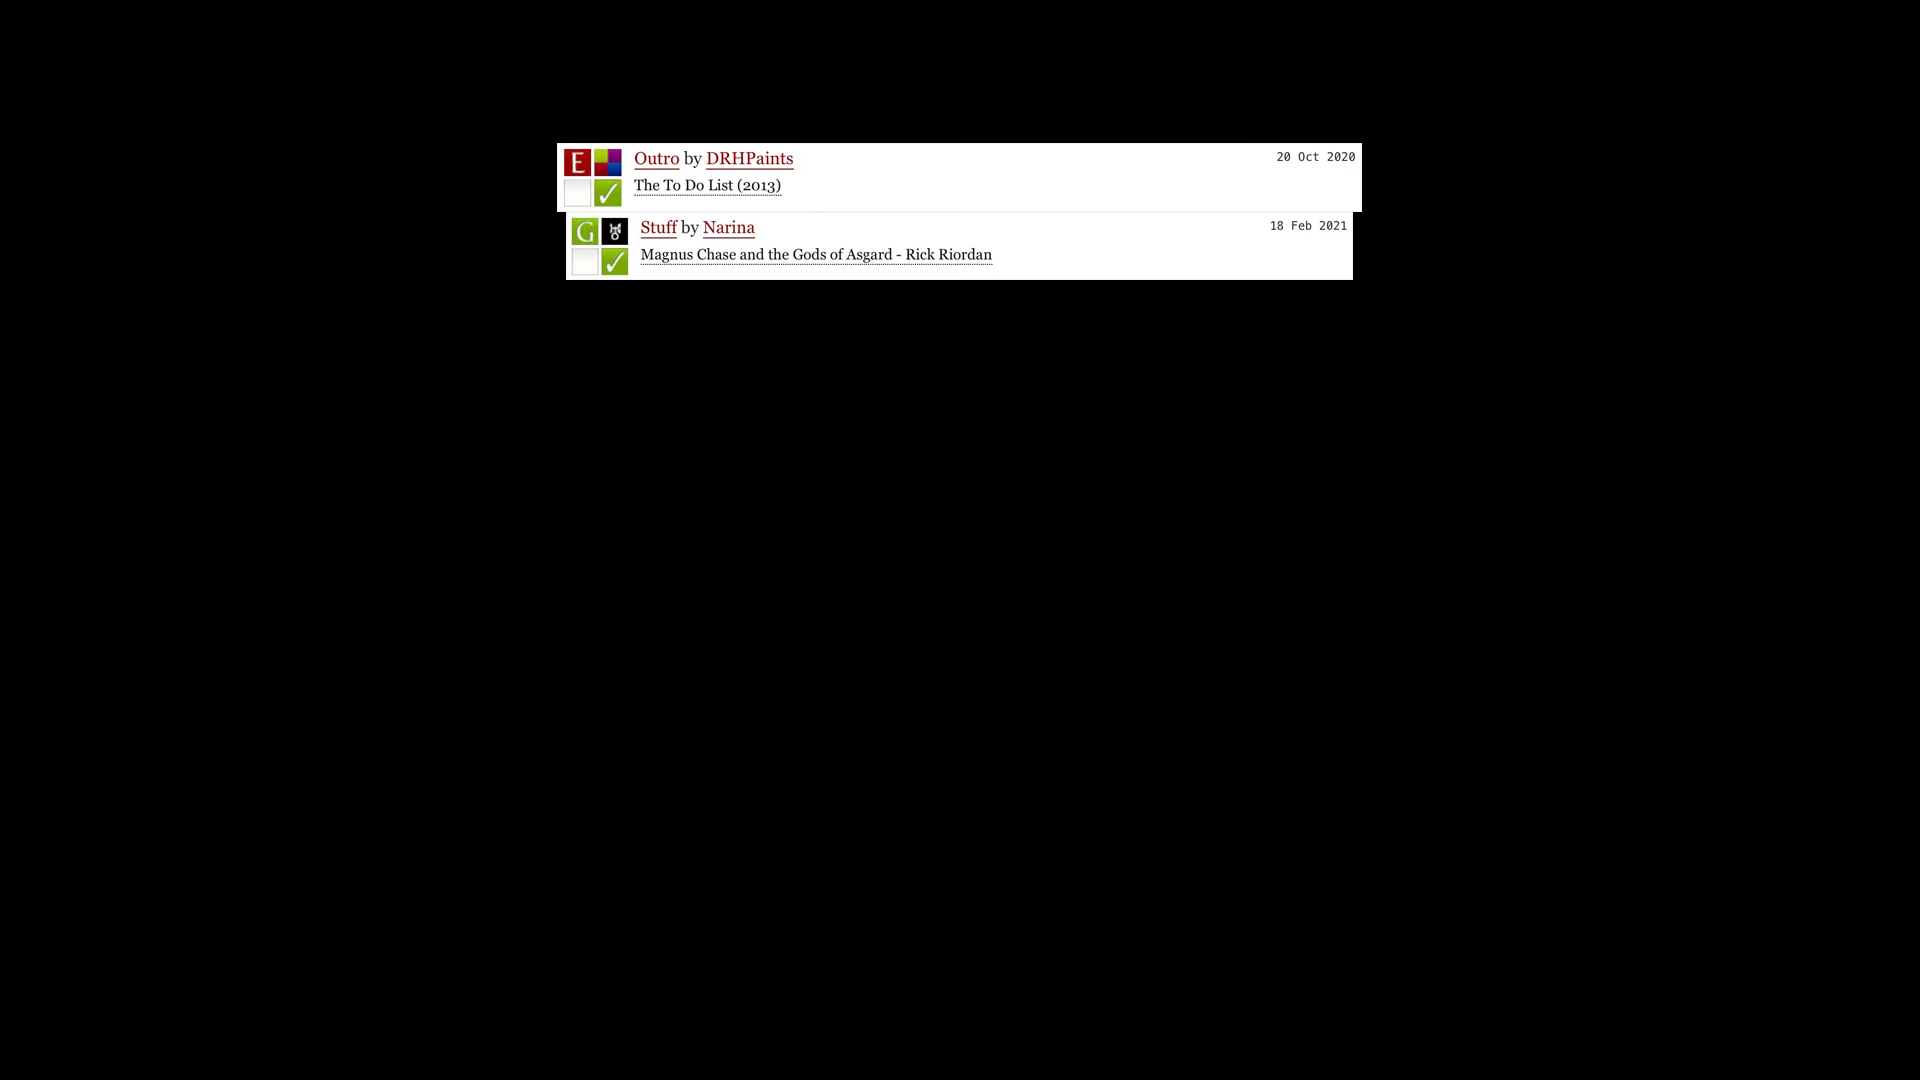 E Outro by DRHPaints 20 Oct 2020
The To Do List (2013)
G Stuff by Narina 18 Feb 2021
Magnus Chase and the Gods of Asgard - Rick Riordan